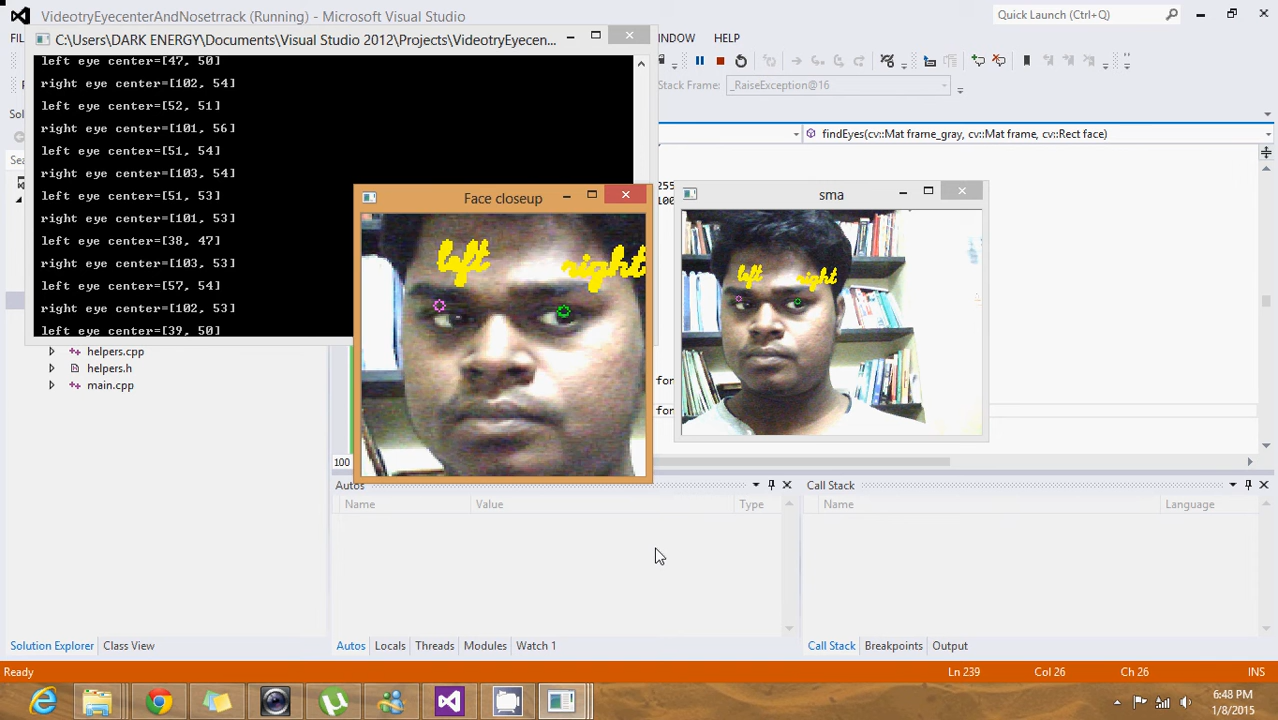 VideotryEyecenterAndNosetrrack (Running) - Microsoft Visual Studio
Quick Launch (Ctrl+Q)
C:\Users\DARK ENERGY\Documents\Visual Studio 2012\Projects\VideotryEyecen...
HELP
left eye center=[47, 50]
right eye center=[102, 54]
left eye center=[52, 51]
right eye center=[101, 56]
left eye center=[51, 54]
right eye center=[103, 54]
left eye center=[51, 53]
right eye center=[101, 53]
left eye center=[38, 47]
right eye center=[103, 53]
left eye center=[57, 54]
right eye center=[102, 53]
left eye center=[39, 50]
Stack Frame: _RaiseException@16
findEyes(cv::Mat frame_gray, cv::Mat frame, cv::Rect face)
Face closeup
left right
sma
left right
helpers.cpp
helpers.h
main.cpp
100
Autos
Name Value Type
Call Stack
Name Language
Solution Explorer Class View
Autos Locals Threads Modules Watch 1
Call Stack Breakpoints Output
Ready Ln 239 Col 26 Ch 26 INS
6:48 PM
1/8/2015